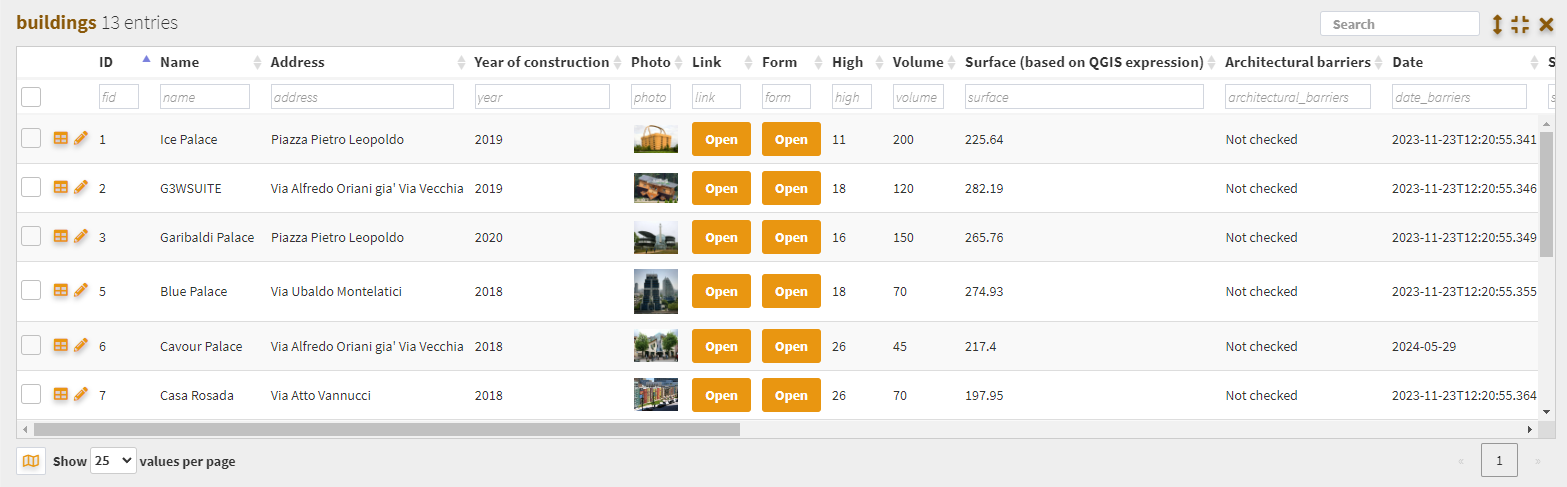 buildings 13 entries Search
ID Name Address Year of construction Photo Link Form High Volume Surface (based on QGIS expression) Architectural barriers Date S
fid name address year photo link form high volume surface architectural_barriers date_barriers s
1 Ice Palace Piazza Pietro Leopoldo 2019 Open Open 11 200 225.64 Not checked 2023-11-23T12:20:55.341
2 G3WSUITE Via Alfredo Oriani gia' Via Vecchia 2019 Open Open 18 120 282.19 Not checked 2023-11-23T12:20:55.346
3 Garibaldi Palace Piazza Pietro Leopoldo 2020 Open Open 16 150 265.76 Not checked 2023-11-23T12:20:55.349
5 Blue Palace Via Ubaldo Montelatici 2018 Open Open 18 70 274.93 Not checked 2023-11-23T12:20:55.355
6 Cavour Palace Via Alfredo Oriani gia' Via Vecchia 2018 Open Open 26 45 217.4 Not checked 2024-05-29
7 Casa Rosada Via Atto Vannucci 2018 Open Open 26 70 197.95 Not checked 2023-11-23T12:20:55.364
Show 25 values per page « 1 »